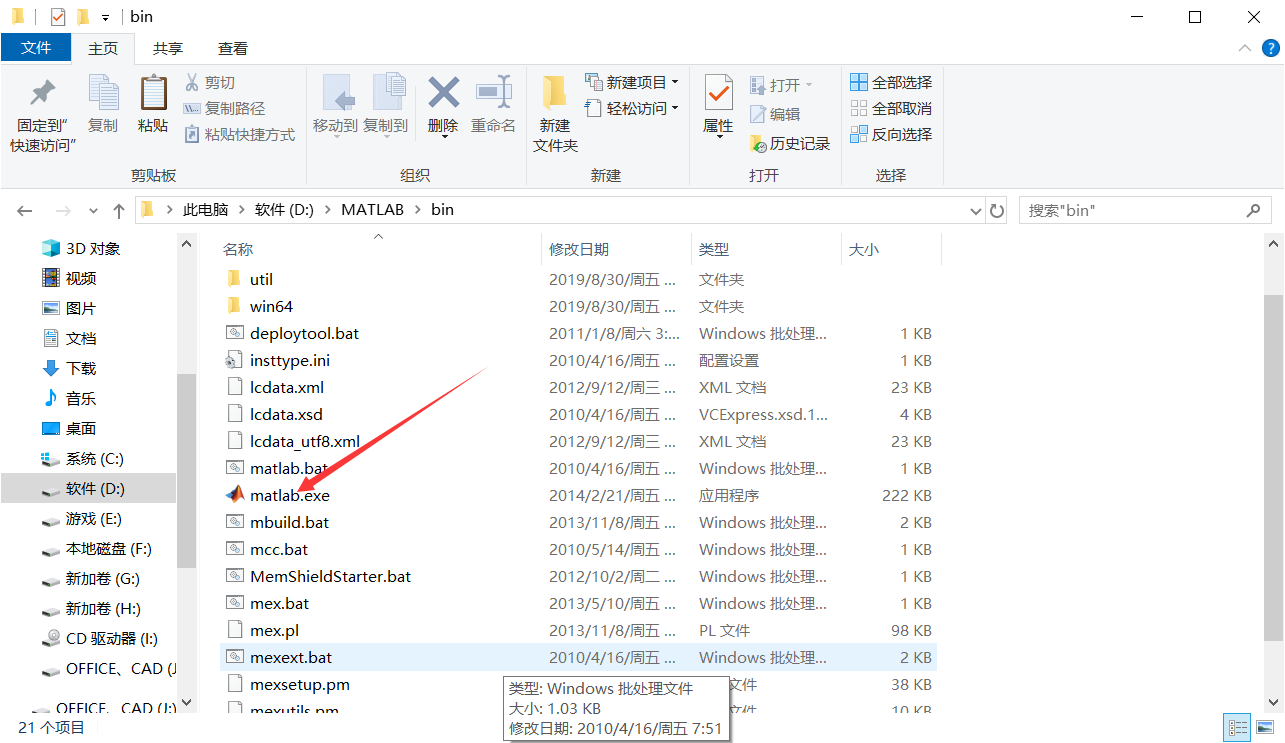 bin
文件 主页 共享 查看
固定到"快速访问"
复制
粘贴
剪切
复制路径
粘贴快捷方式
移动到 复制到
删除 重命名
新建文件夹
新建项目
轻松访问
属性
打开
编辑
历史记录
全部选择
全部取消
反向选择
剪贴板 组织 新建 打开 选择
此电脑 > 软件 (D:) > MATLAB > bin
搜索"bin"
3D 对象
视频
图片
文档
下载
音乐
桌面
系统 (C:)
软件 (D:)
游戏 (E:)
本地磁盘 (F:)
新加卷 (G:)
新加卷 (H:)
CD 驱动器 (I:)
OFFICE、CAD (J
OFFICE、CAD (J:)
名称 修改日期 类型 大小
util 2019/8/30/周五 ... 文件夹
win64 2019/8/30/周五 ... 文件夹
deploytool.bat 2011/1/8/周六 3:... Windows 批处理... 1 KB
insttype.ini 2010/4/16/周五 ... 配置设置 1 KB
lcdata.xml 2012/9/12/周三 ... XML 文档 23 KB
lcdata.xsd 2010/4/16/周五 ... VCExpress.xsd.1... 4 KB
lcdata_utf8.xml 2012/9/12/周三 ... XML 文档 23 KB
matlab.bat 2010/4/16/周五 ... Windows 批处理... 1 KB
matlab.exe 2014/2/21/周五 ... 应用程序 222 KB
mbuild.bat 2013/11/8/周五 ... Windows 批处理... 2 KB
mcc.bat 2010/5/14/周五 ... Windows 批处理... 1 KB
MemShieldStarter.bat 2012/10/2/周二 ... Windows 批处理... 1 KB
mex.bat 2013/5/10/周五 ... Windows 批处理... 1 KB
mex.pl 2013/11/8/周五 ... PL 文件 98 KB
mexext.bat 2010/4/16/周五 ... Windows 批处理... 2 KB
mexsetup.pm 文件 38 KB
mexutils.pm 文件 10 KB
类型: Windows 批处理文件
大小: 1.03 KB
修改日期: 2010/4/16/周五 7:51
21 个项目